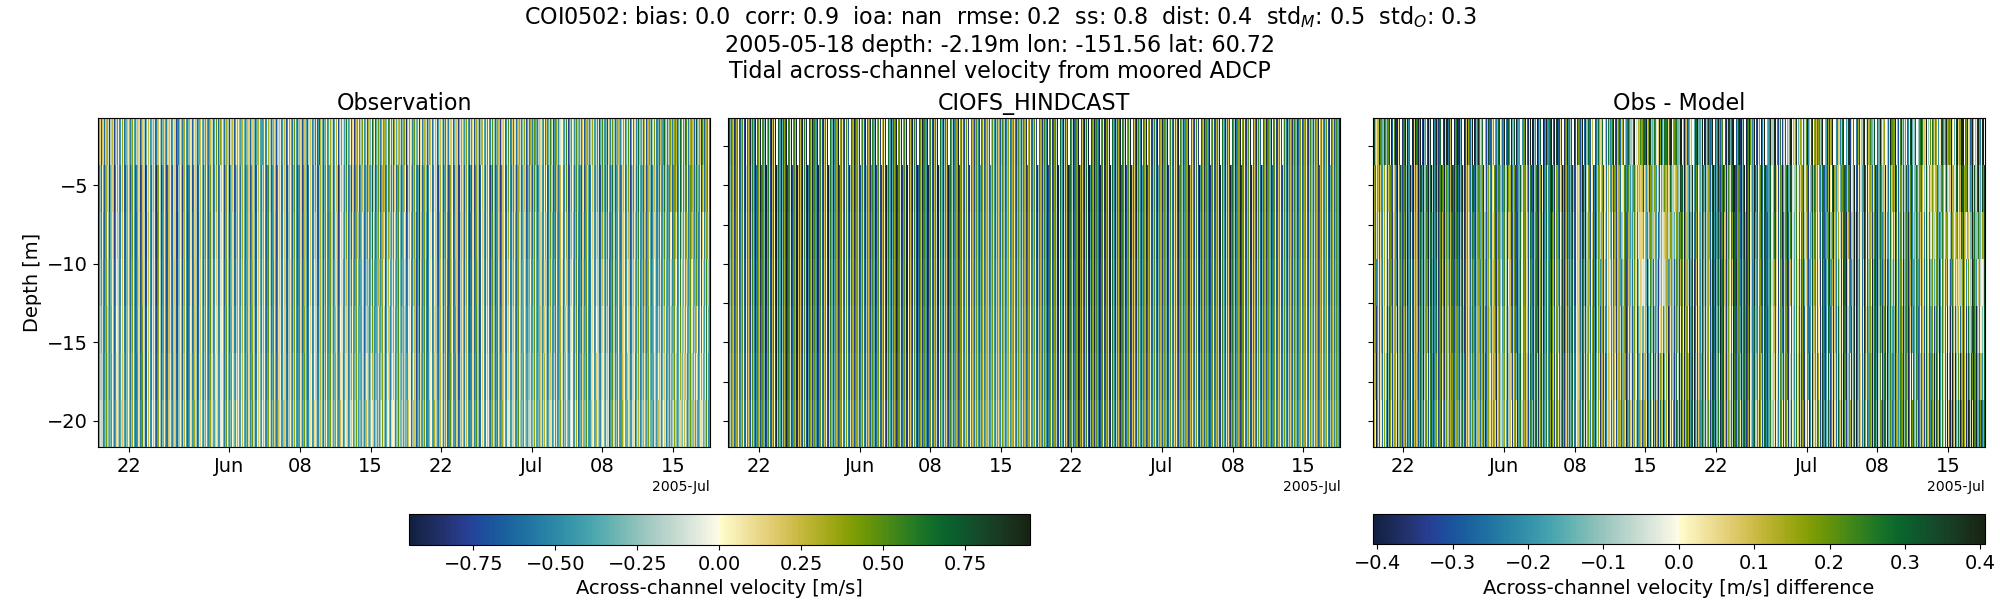 COI0502: bias: 0.0  corr: 0.9  ioa: nan  rmse: 0.2  ss: 0.8  dist: 0.4  std_M: 0.5  std_O: 0.3
2005-05-18 depth: -2.19m lon: -151.56 lat: 60.72
Tidal across-channel velocity from moored ADCP
Observation CIOFS_HINDCAST Obs - Model
Depth [m]
−5
−10
−15
−20
22 Jun 08 15 22 Jul 08 15
2005-Jul
22 Jun 08 15 22 Jul 08 15
2005-Jul
22 Jun 08 15 22 Jul 08 15
2005-Jul
−0.75 −0.50 −0.25 0.00 0.25 0.50 0.75
Across-channel velocity [m/s]
−0.4 −0.3 −0.2 −0.1 0.0 0.1 0.2 0.3 0.4
Across-channel velocity [m/s] difference